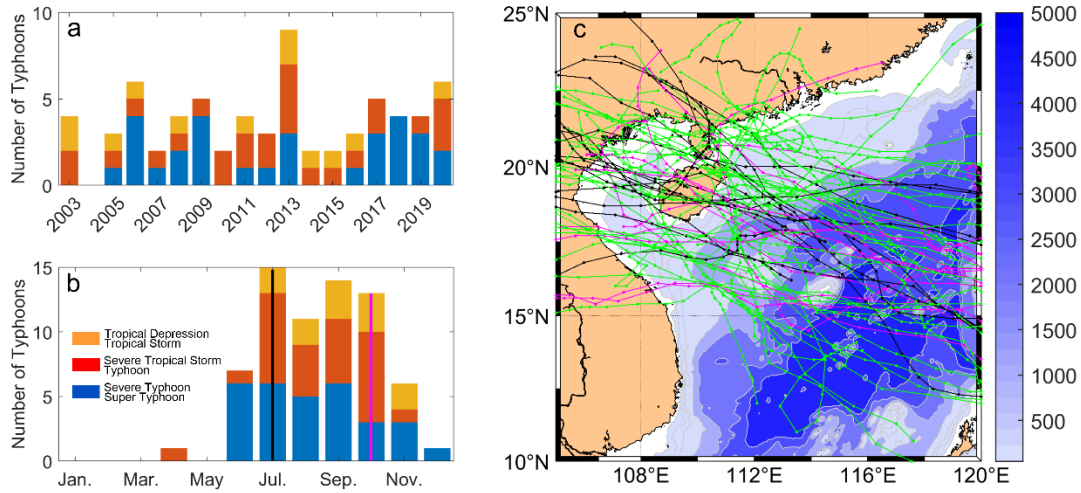 a
Number of Typhoons
10
5
0
2003
2005
2007
2009
2011
2013
2015
2017
2019
b
Number of Typhoons
15
10
5
0
Tropical Depression
Tropical Storm
Severe Tropical Storm
Typhoon
Severe Typhoon
Super Typhoon
Jan.
Mar.
May
Jul.
Sep.
Nov.
c
25°N
20°N
15°N
10°N
108°E
112°E
116°E
120°E
5000
4500
4000
3500
3000
2500
2000
1500
1000
500